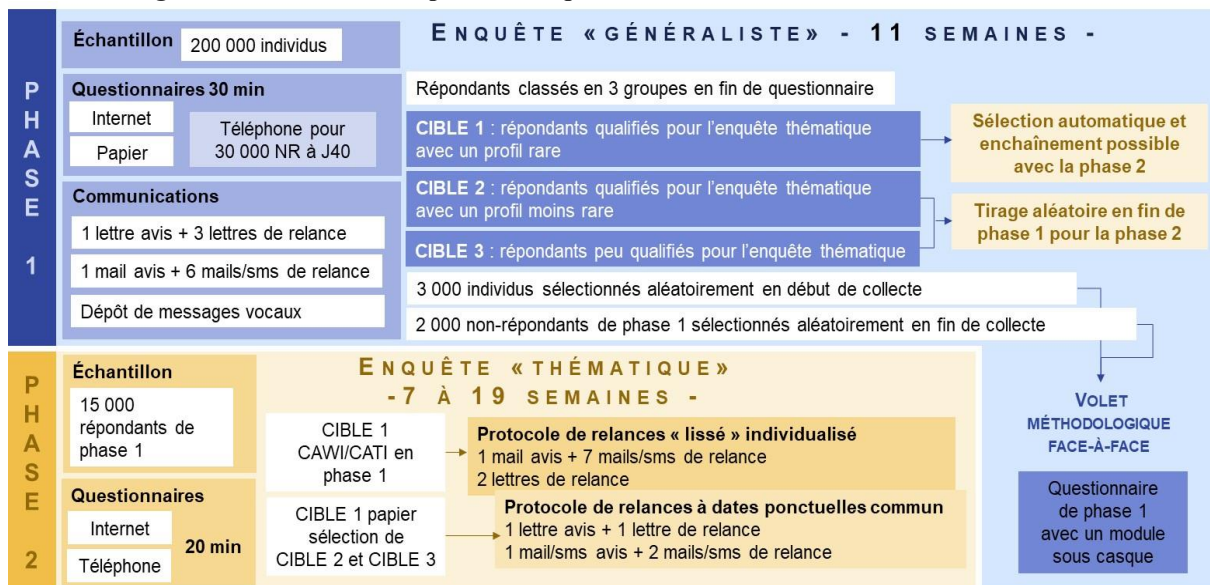 PHASE 1
Échantillon
200 000 individus
Questionnaires 30 min
Internet
Papier
Téléphone pour
30 000 NR à J40
Communications
1 lettre avis + 3 lettres de relance
1 mail avis + 6 mails/sms de relance
Dépôt de messages vocaux
ENQUÊTE «GÉNÉRALISTE» - 11 SEMAINES -
Répondants classés en 3 groupes en fin de questionnaire
CIBLE 1 : répondants qualifiés pour l’enquête thématique
avec un profil rare
Sélection automatique et
enchaînement possible
avec la phase 2
CIBLE 2 : répondants qualifiés pour l’enquête thématique
avec un profil moins rare
CIBLE 3 : répondants peu qualifiés pour l’enquête thématique
Tirage aléatoire en fin de
phase 1 pour la phase 2
3 000 individus sélectionnés aléatoirement en début de collecte
2 000 non-répondants de phase 1 sélectionnés aléatoirement en fin de collecte
VOLET
MÉTHODOLOGIQUE
FACE-À-FACE
Questionnaire
de phase 1
avec un module
sous casque
PHASE 2
Échantillon
15 000
répondants de
phase 1
Questionnaires
Internet
Téléphone
20 min
ENQUÊTE «THÉMATIQUE»
-7 À 19 SEMAINES -
CIBLE 1
CAWI/CATI en
phase 1
Protocole de relances « lissé » individualisé
1 mail avis + 7 mails/sms de relance
2 lettres de relance
CIBLE 1 papier
sélection de
CIBLE 2 et CIBLE 3
Protocole de relances à dates ponctuelles commun
1 lettre avis + 1 lettre de relance
1 mail/sms avis + 2 mails/sms de relance